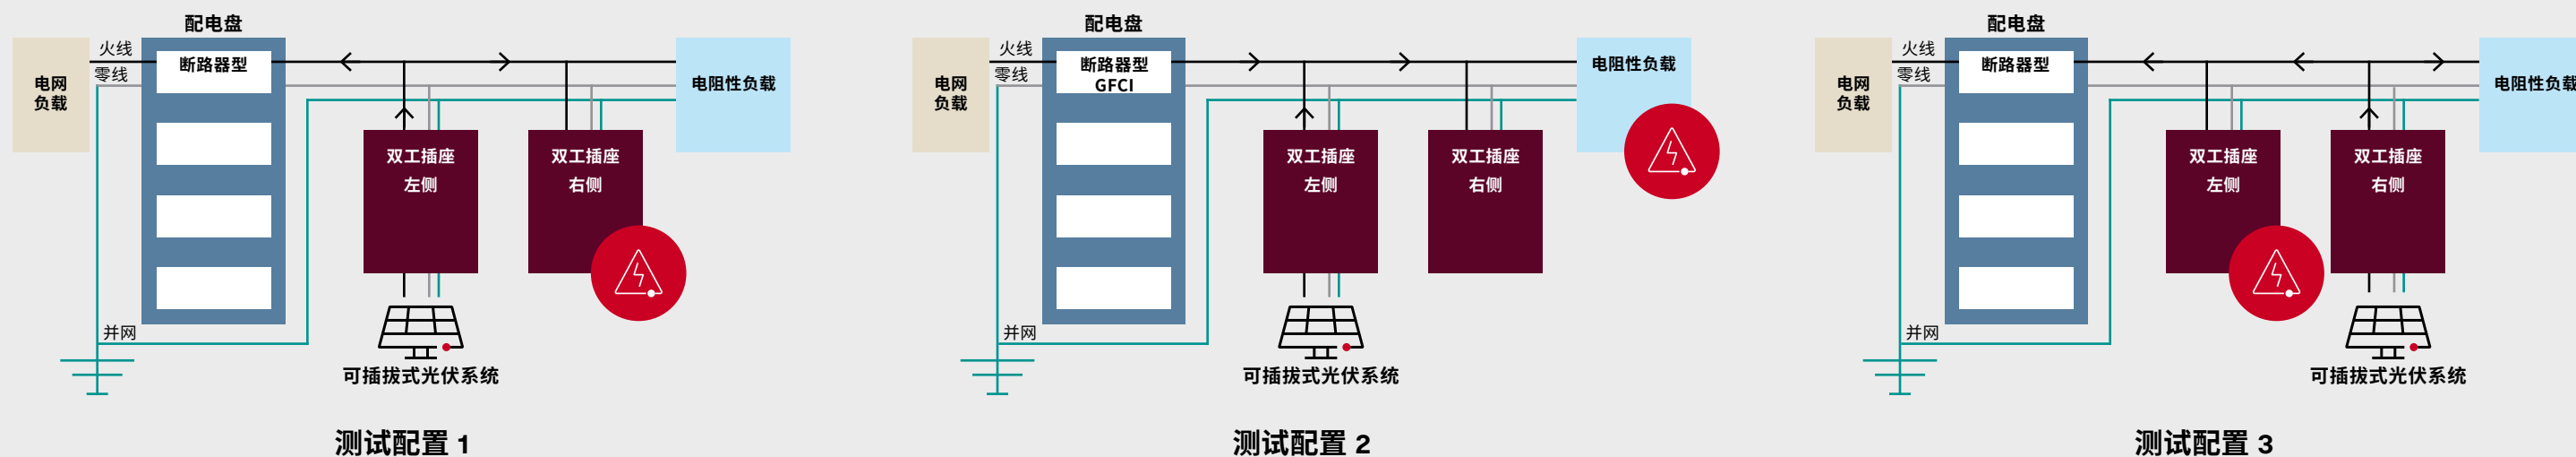 配电盘
火线
零线
电网
负载
断路器型
电阻性负载
双工插座
左侧
双工插座
右侧
并网
可插拔式光伏系统
测试配置 1
配电盘
火线
零线
电网
负载
断路器型
GFCI
电阻性负载
双工插座
左侧
双工插座
右侧
并网
可插拔式光伏系统
测试配置 2
配电盘
火线
零线
电网
负载
断路器型
电阻性负载
双工插座
左侧
双工插座
右侧
并网
可插拔式光伏系统
测试配置 3